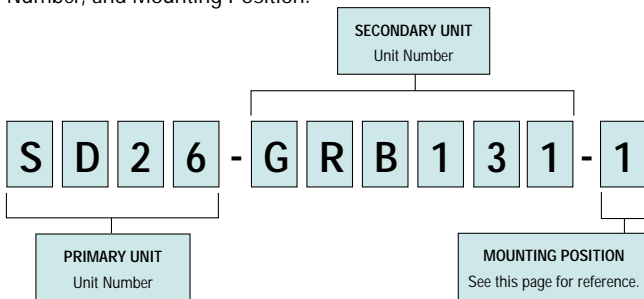 Number, and Mounting Position.
SECONDARY UNIT
Unit Number
S D 2 6 - G R B 1 3 1 - 1
PRIMARY UNIT
Unit Number
MOUNTING POSITION
See this page for reference.